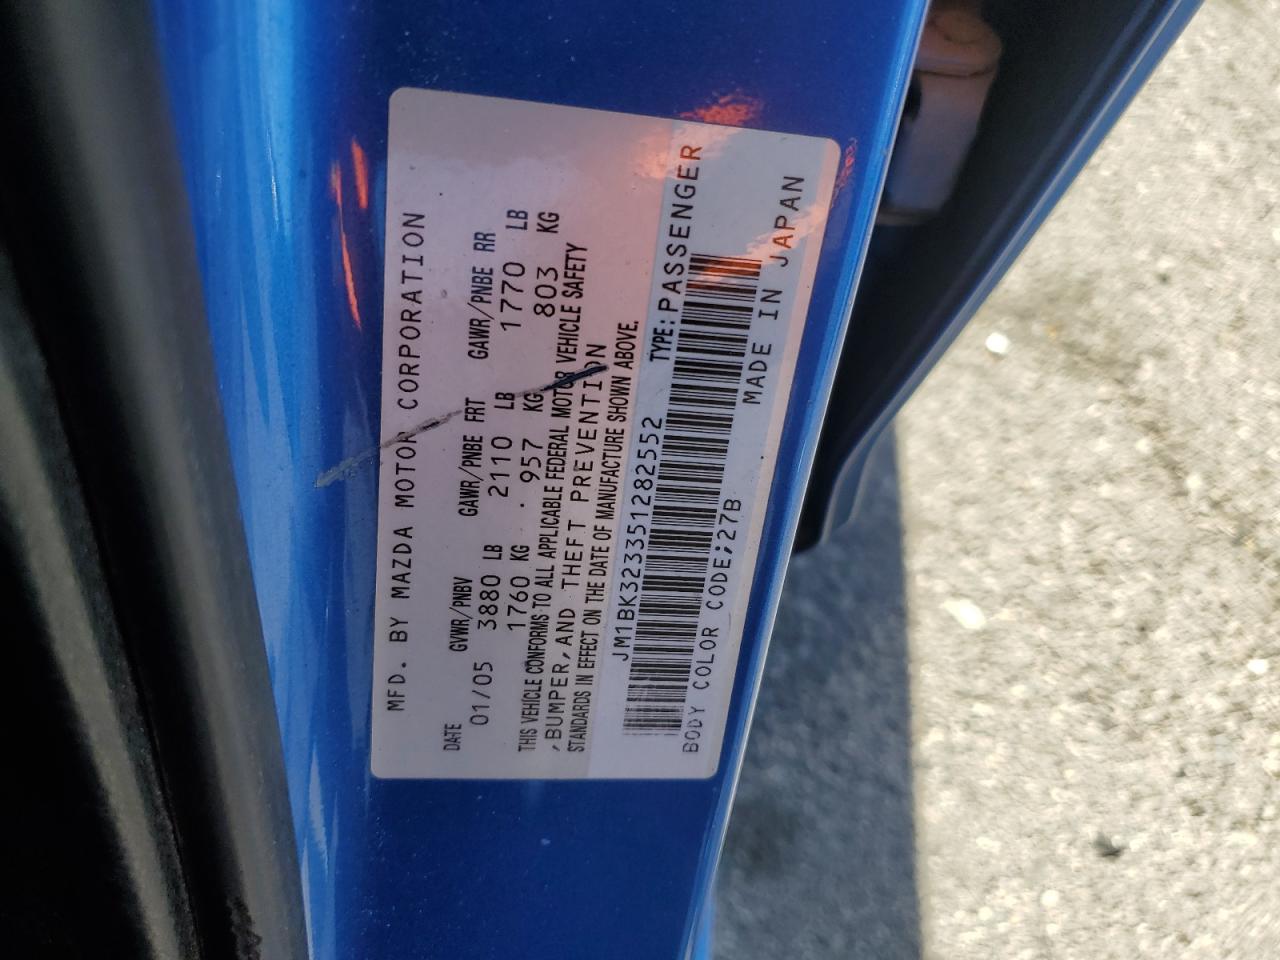 MFD. BY MAZDA MOTOR CORPORATION
DATE GVWR/PNBV GAWR/PNBE FRT GAWR/PNBE RR
01/05 3880 LB 2110 LB 1770 LB
1760 KG . 957 KG 803 KG
THIS VEHICLE CONFORMS TO ALL APPLICABLE FEDERAL MOTOR VEHICLE SAFETY
,BUMPER,AND THEFT PREVENTION
STANDARDS IN EFFECT ON THE DATE OF MANUFACTURE SHOWN ABOVE.
JM1BK323351282552 TYPE:PASSENGER
BODY COLOR CODE;27B MADE IN JAPAN